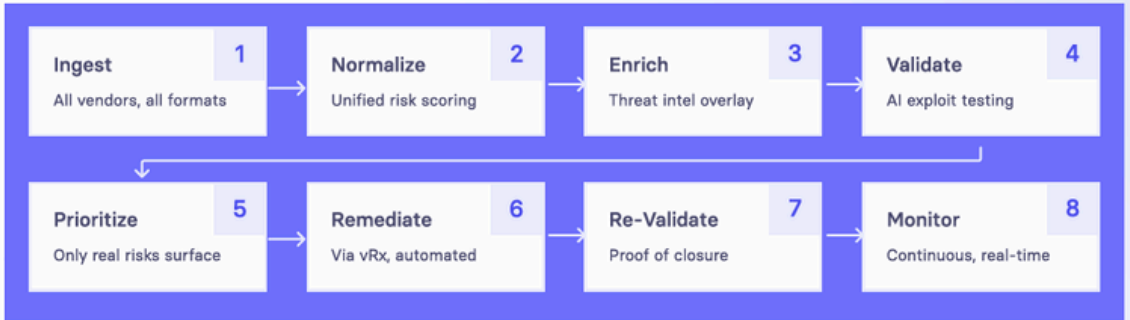 Ingest
1
All vendors, all formats
Normalize
2
Unified risk scoring
Enrich
3
Threat intel overlay
Validate
4
AI exploit testing
Prioritize
5
Only real risks surface
Remediate
6
Via vRx, automated
Re-Validate
7
Proof of closure
Monitor
8
Continuous, real-time